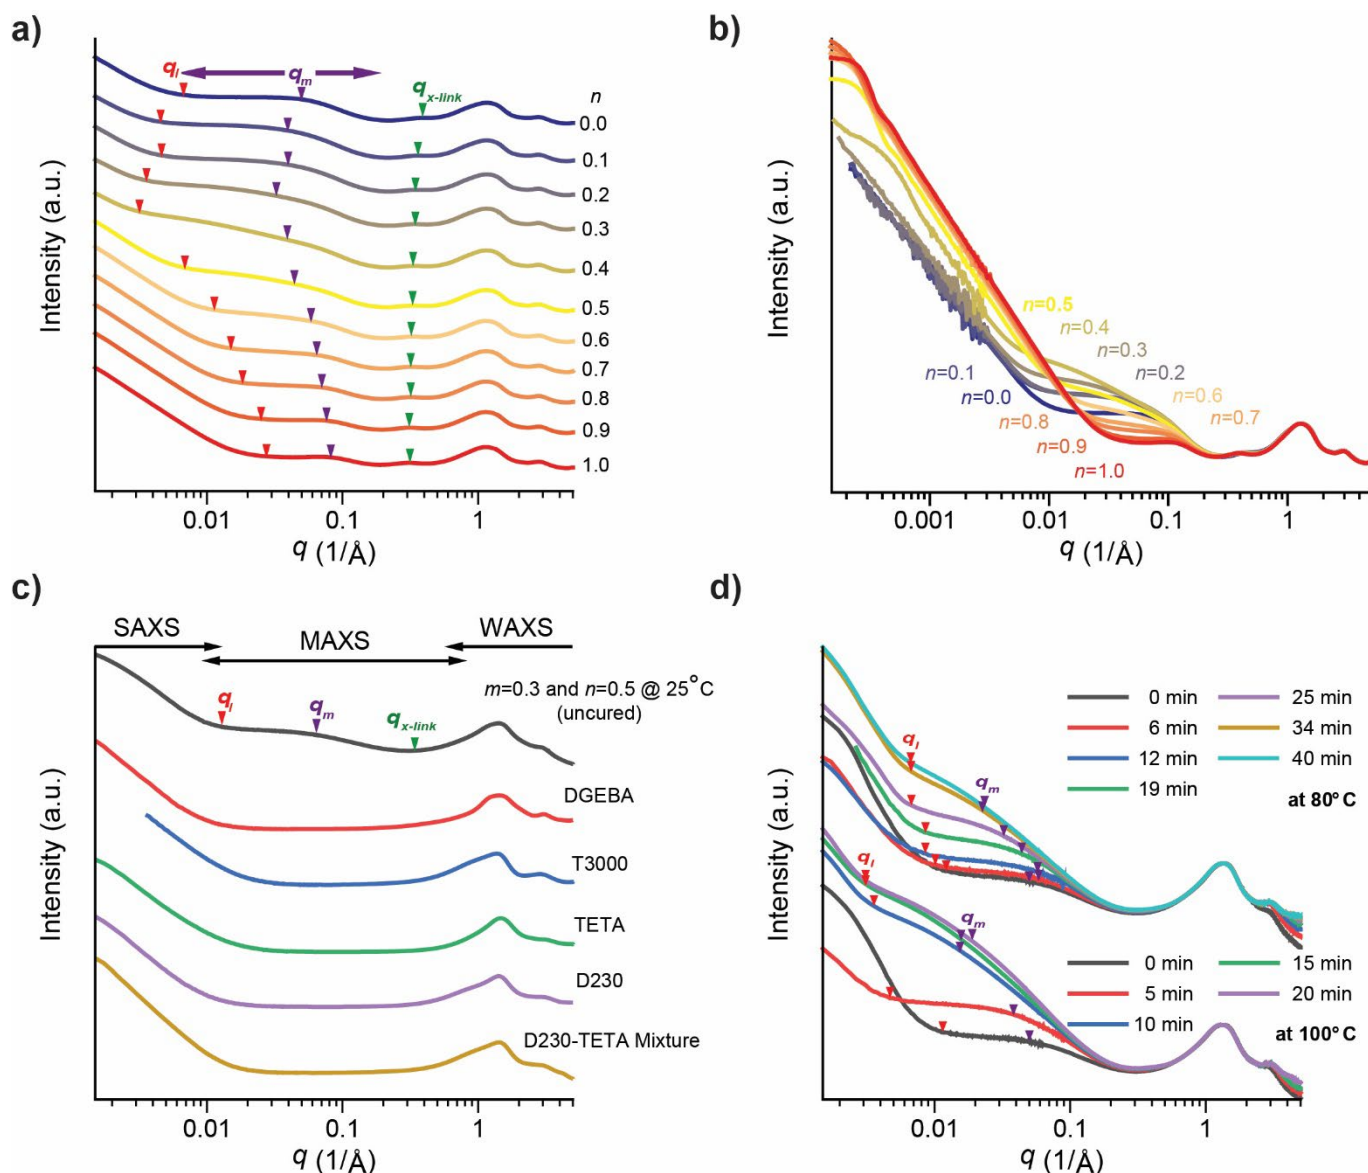 a)
Intensity (a.u.)
q_l
q_m
q_x-link
n
0.0
0.1
0.2
0.3
0.4
0.5
0.6
0.7
0.8
0.9
1.0
0.01
0.1
1
q (1/Å)
b)
Intensity (a.u.)
n=0.5
n=0.4
n=0.3
n=0.1
n=0.2
n=0.0
n=0.6
n=0.8
n=0.7
n=0.9
n=1.0
0.001
0.01
0.1
1
q (1/Å)
c)
Intensity (a.u.)
SAXS
MAXS
WAXS
m=0.3 and n=0.5 @ 25°C
(uncured)
q_l
q_m
q_x-link
DGEBA
T3000
TETA
D230
D230-TETA Mixture
0.01
0.1
1
q (1/Å)
d)
Intensity (a.u.)
0 min
25 min
6 min
34 min
12 min
40 min
19 min
at 80°C
q_l
q_m
q_l
q_m
0 min
15 min
5 min
20 min
10 min
at 100°C
0.01
0.1
1
q (1/Å)